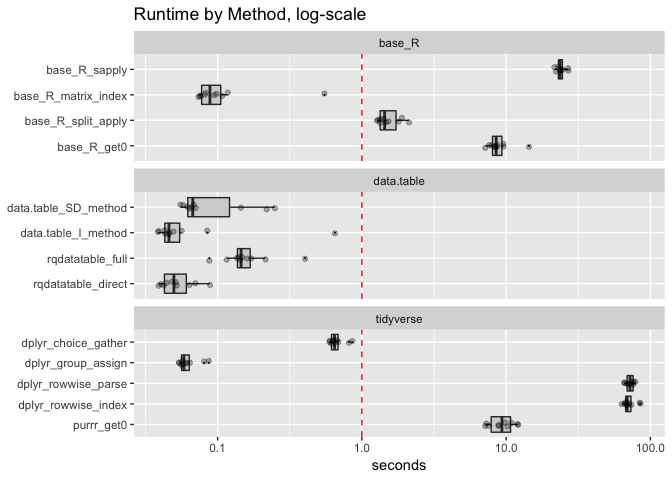 Runtime by Method, log-scale
base_R
base_R_sapply
base_R_matrix_index
base_R_split_apply
base_R_get0
data.table
data.table_SD_method
data.table_I_method
rqdatatable_full
rqdatatable_direct
tidyverse
dplyr_choice_gather
dplyr_group_assign
dplyr_rowwise_parse
dplyr_rowwise_index
purrr_get0
0.1 1.0 10.0 100.0
seconds